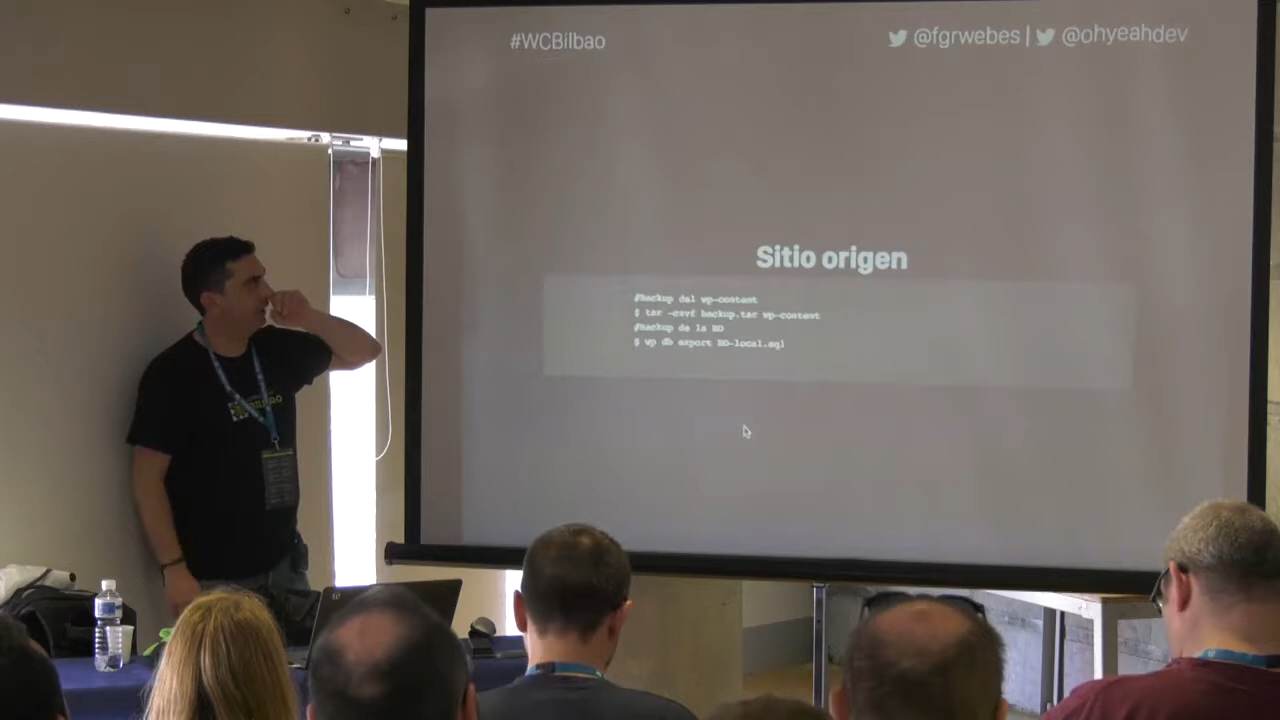 #WCBilbao
@fgrwebes | @ohyeahdev
Sitio origen
#backup del wp-content
$ tar -cvvf backup.tar wp-content
#backup de la BD
$ wp db export BD-local.sql